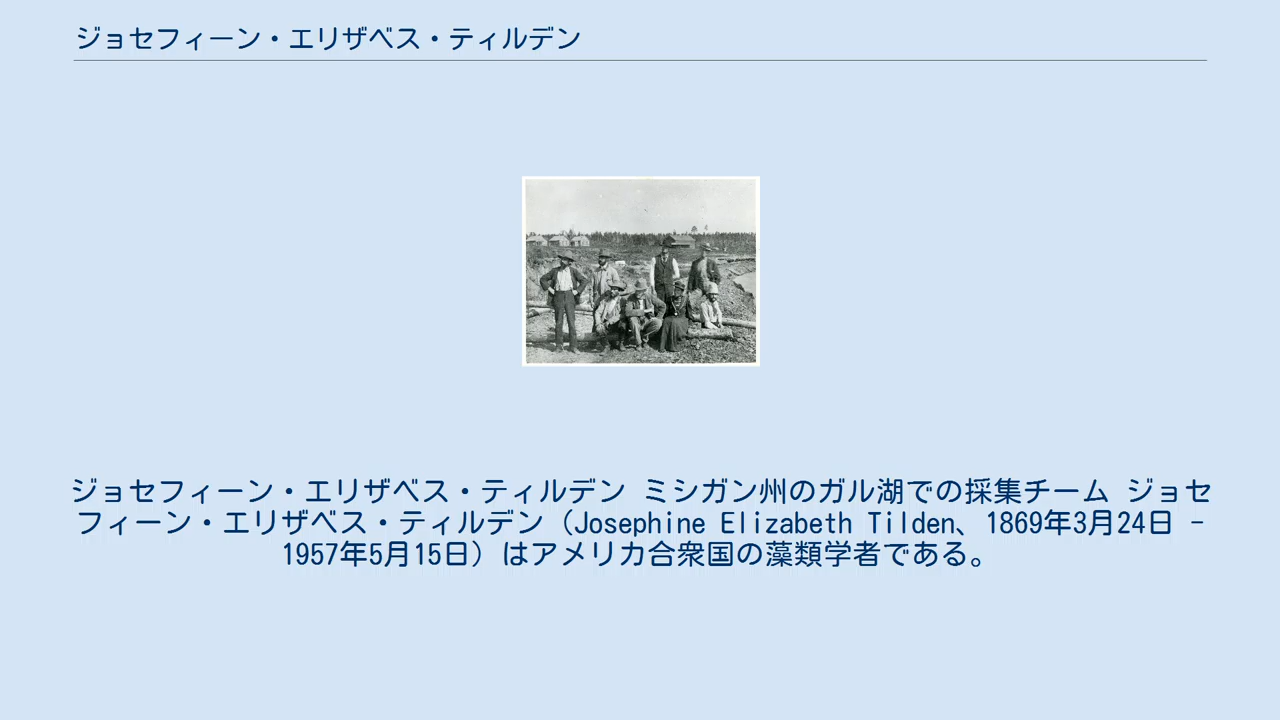 ジョセフィーン・エリザベス・ティルデン
ジョセフィーン・エリザベス・ティルデン ミシガン州のガル湖での採集チーム ジョセ
フィーン・エリザベス・ティルデン（Josephine Elizabeth Tilden、1869年3月24日 -
1957年5月15日）はアメリカ合衆国の藻類学者である。